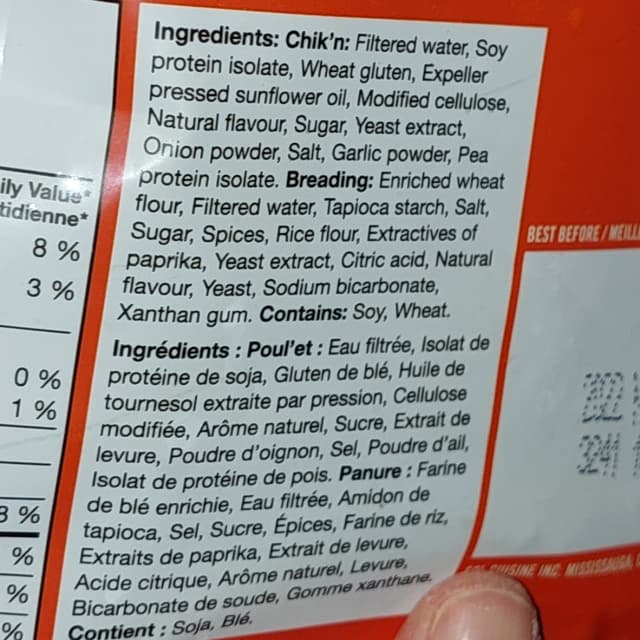 Ingredients: Chik'n: Filtered water, Soy
protein isolate, Wheat gluten, Expeller
pressed sunflower oil, Modified cellulose,
Natural flavour, Sugar, Yeast extract,
Onion powder, Salt, Garlic powder, Pea
protein isolate. Breading: Enriched wheat
flour, Filtered water, Tapioca starch, Salt,
Sugar, Spices, Rice flour, Extractives of
paprika, Yeast extract, Citric acid, Natural
flavour, Yeast, Sodium bicarbonate,
Xanthan gum. Contains: Soy, Wheat.
Ingrédients : Poul'et : Eau filtrée, Isolat de
protéine de soja, Gluten de blé, Huile de
tournesol extraite par pression, Cellulose
modifiée, Arôme naturel, Sucre, Extrait de
levure, Poudre d'oignon, Sel, Poudre d'ail,
Isolat de protéine de pois. Panure : Farine
de blé enrichie, Eau filtrée, Amidon de
tapioca, Sel, Sucre, Épices, Farine de riz,
Extraits de paprika, Extrait de levure,
Acide citrique, Arôme naturel, Levure,
Bicarbonate de soude, Gomme xanthane.
Contient : Soja, Blé.
ily Value*
tidienne*
8 %
3 %
0 %
1 %
8 %
%
%
%
BEST BEFORE / MEILL
CUISINE INC. MISSISSAUGA,